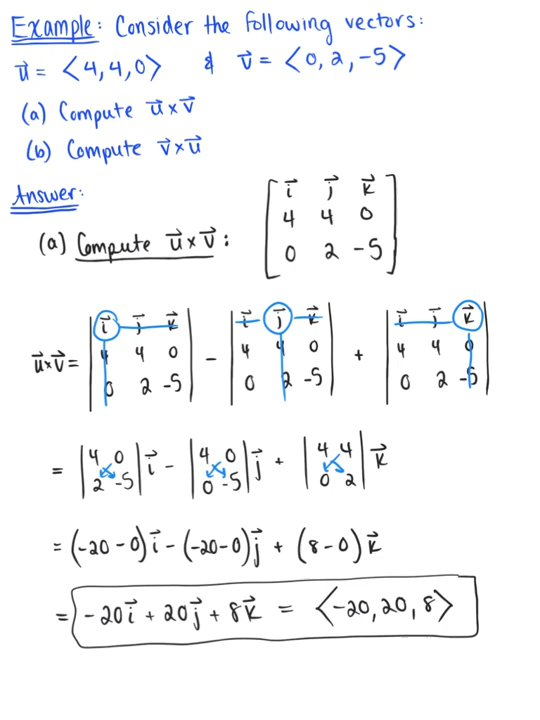 Example: Consider the following vectors:
u⃗ = ⟨4, 4, 0⟩ & v⃗ = ⟨0, 2, -5⟩
(a) Compute u⃗ x v⃗
(b) Compute v⃗ x u⃗
Answer:
(a) Compute u⃗ x v⃗ :
[ i⃗ j⃗ k⃗
4 4 0
0 2 -5 ]
u⃗ x v⃗ = | i⃗ j⃗ k⃗ | - | i⃗ j⃗ k⃗ | + | i⃗ j⃗ k⃗ |
| 4 4 0 | | 4 4 0 | | 4 4 0 |
| 0 2 -5 | | 0 2 -5 | | 0 2 -5 |
= | 4 0 | i⃗ - | 4 0 | j⃗ + | 4 4 | k⃗
| 2 -5 | | 0 -5 | | 0 2 |
= (-20 - 0) i⃗ - (-20 - 0) j⃗ + (8 - 0) k⃗
= -20 i⃗ + 20 j⃗ + 8 k⃗ = ⟨-20, 20, 8⟩